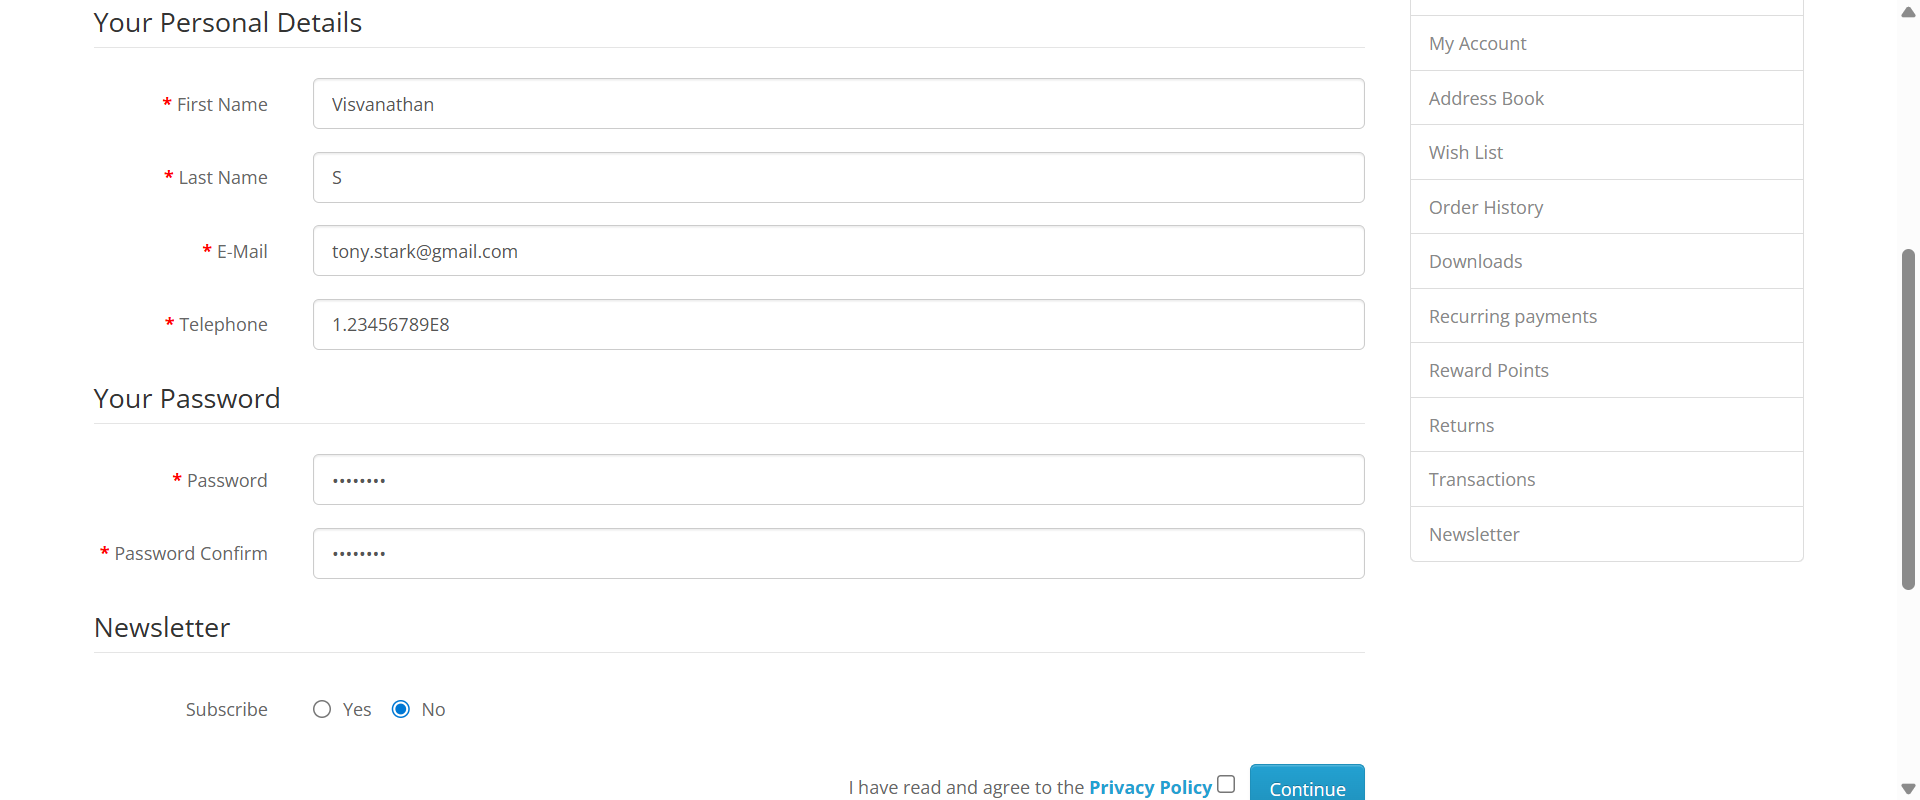 Your Personal Details
* First Name
Visvanathan
* Last Name
S
* E-Mail
tony.stark@gmail.com
* Telephone
1.23456789E8
Your Password
* Password
••••••••
* Password Confirm
••••••••
Newsletter
Subscribe
Yes
No
I have read and agree to the Privacy Policy
Continue
My Account
Address Book
Wish List
Order History
Downloads
Recurring payments
Reward Points
Returns
Transactions
Newsletter